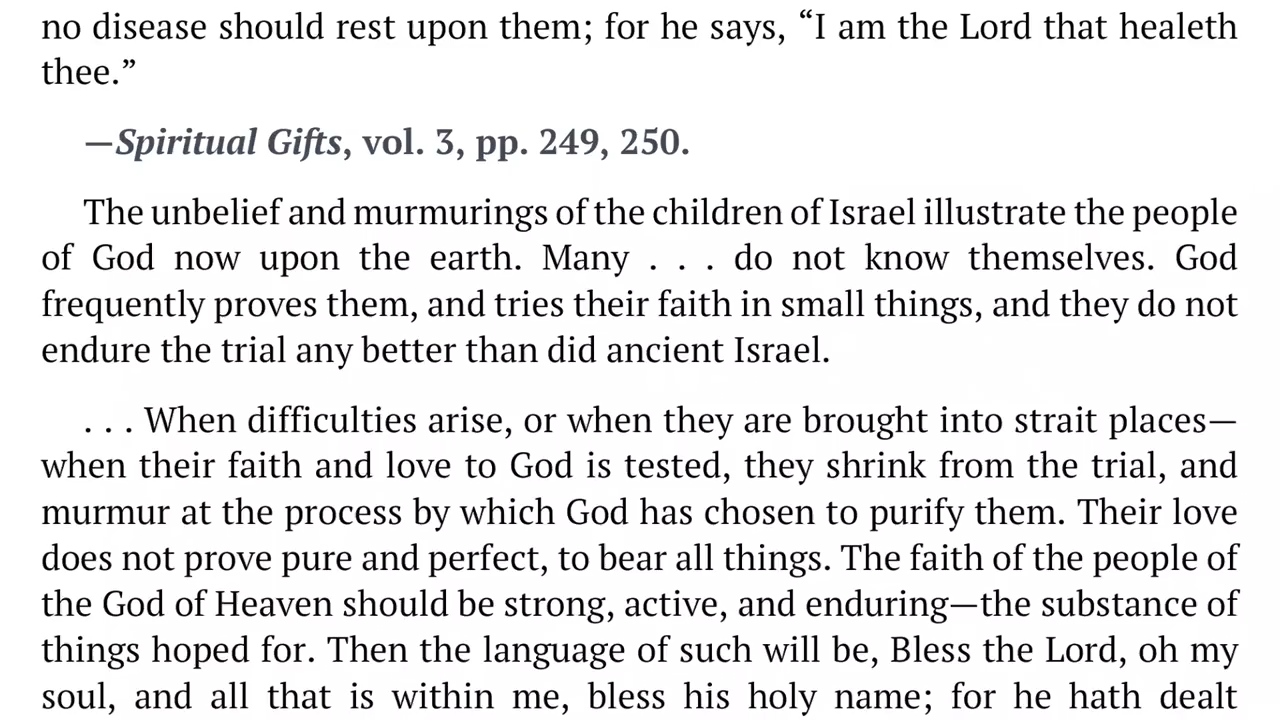 no disease should rest upon them; for he says, “I am the Lord that healeth
thee.”
—Spiritual Gifts, vol. 3, pp. 249, 250.
The unbelief and murmurings of the children of Israel illustrate the people
of God now upon the earth. Many . . . do not know themselves. God
frequently proves them, and tries their faith in small things, and they do not
endure the trial any better than did ancient Israel.
. . . When difficulties arise, or when they are brought into strait places—
when their faith and love to God is tested, they shrink from the trial, and
murmur at the process by which God has chosen to purify them. Their love
does not prove pure and perfect, to bear all things. The faith of the people of
the God of Heaven should be strong, active, and enduring—the substance of
things hoped for. Then the language of such will be, Bless the Lord, oh my
soul, and all that is within me, bless his holy name; for he hath dealt